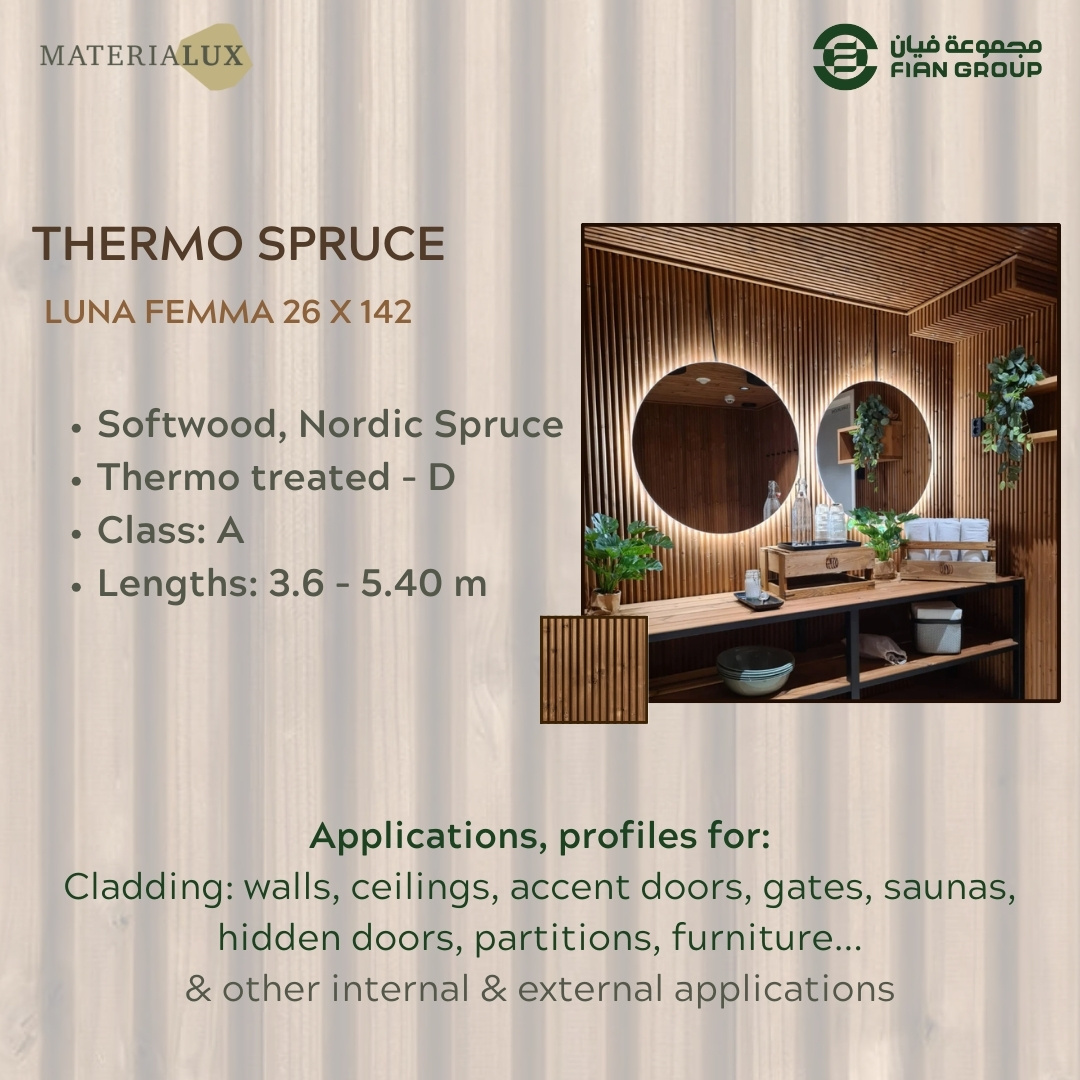 MATERIALUX
مجموعة فيان
FIAN GROUP
THERMO SPRUCE
LUNA FEMMA 26 X 142
• Softwood, Nordic Spruce
• Thermo treated - D
• Class: A
• Lengths: 3.6 - 5.40 m
Applications, profiles for:
Cladding: walls, ceilings, accent doors, gates, saunas,
hidden doors, partitions, furniture...
& other internal & external applications